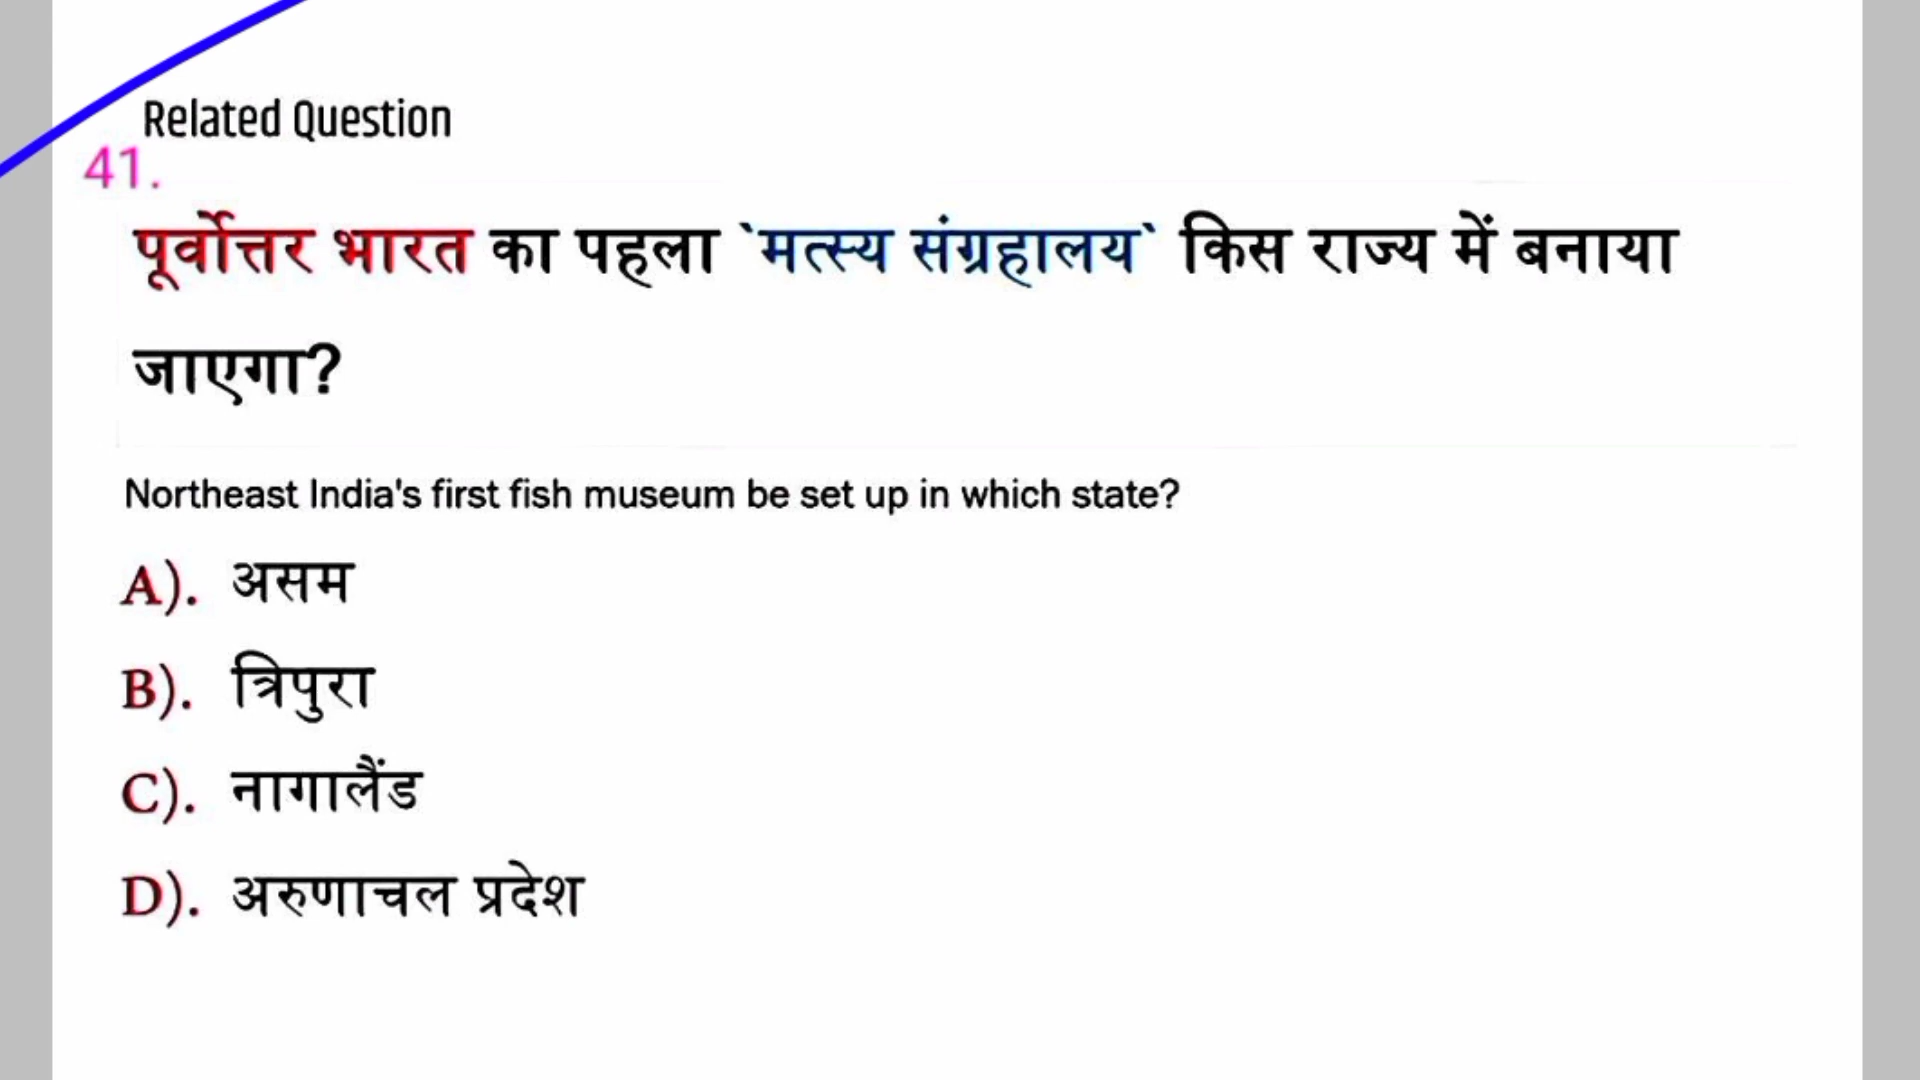 Related Question
41.
पूर्वोत्तर भारत का पहला `मत्स्य संग्रहालय` किस राज्य में बनाया
जाएगा?
Northeast India's first fish museum be set up in which state?
A). असम
B). त्रिपुरा
C). नागालैंड
D). अरुणाचल प्रदेश